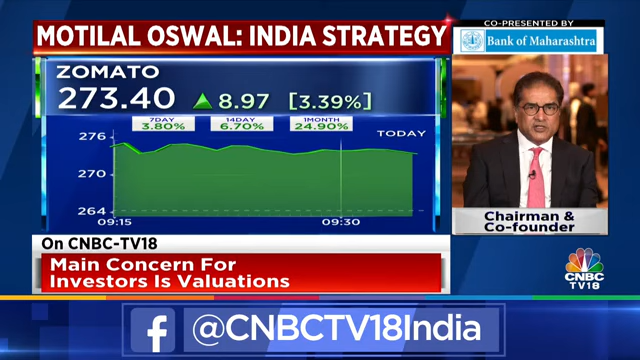 MOTILAL OSWAL: INDIA STRATEGY
CO-PRESENTED BY
Bank of Maharashtra
ZOMATO
273.40 ▲ 8.97 [3.39%]
7DAY
3.80%
14DAY
6.70%
1MONTH
24.90%
TODAY
276
270
264
09:15
09:30
Chairman &
Co-founder
On CNBC-TV18
Main Concern For
Investors Is Valuations
CNBC
TV18
f @CNBCTV18India